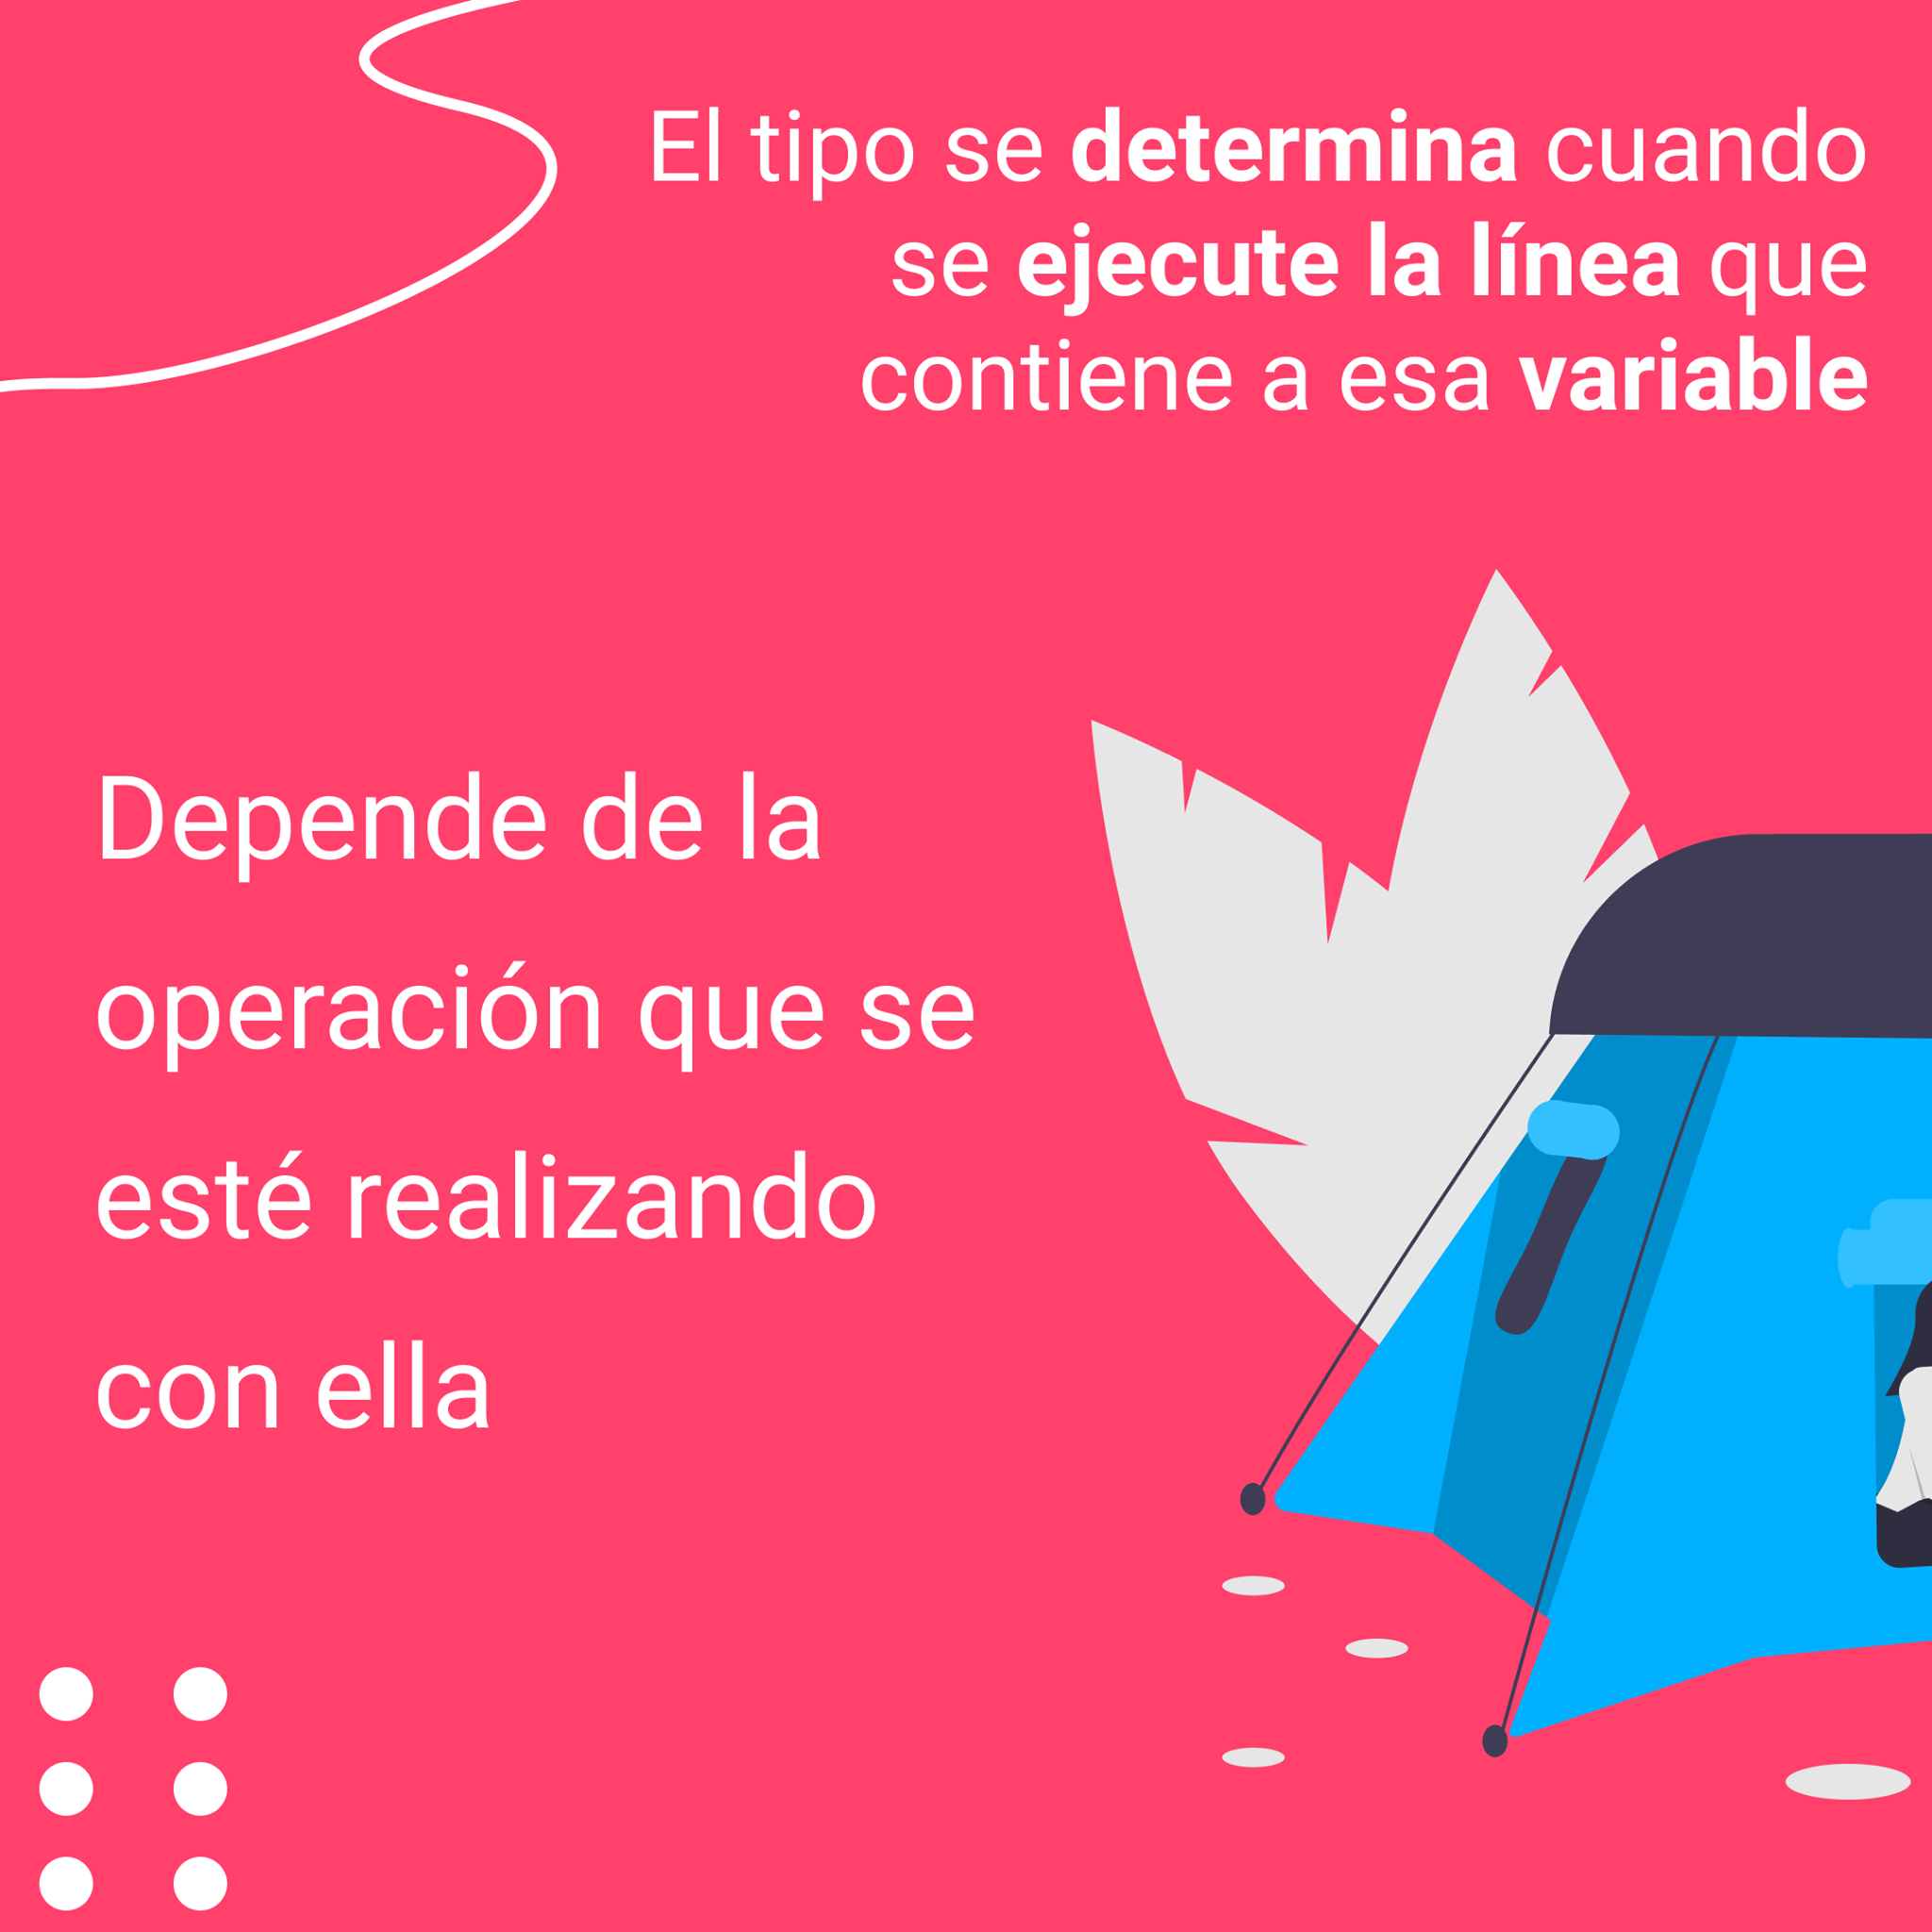 El tipo se determina cuando
se ejecute la línea que
contiene a esa variable
Depende de la
operación que se
esté realizando
con ella